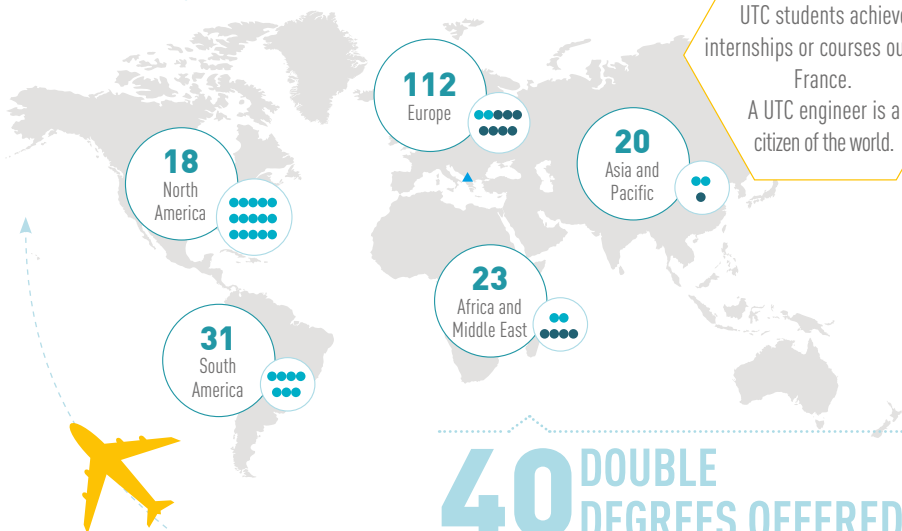 UTC students achieve
internships or courses ou
France.
A UTC engineer is a
citizen of the world.
112
Europe
18
North
America
20
Asia and
Pacific
23
Africa and
Middle East
31
South
America
40 DOUBLE
DEGREES OFFERED